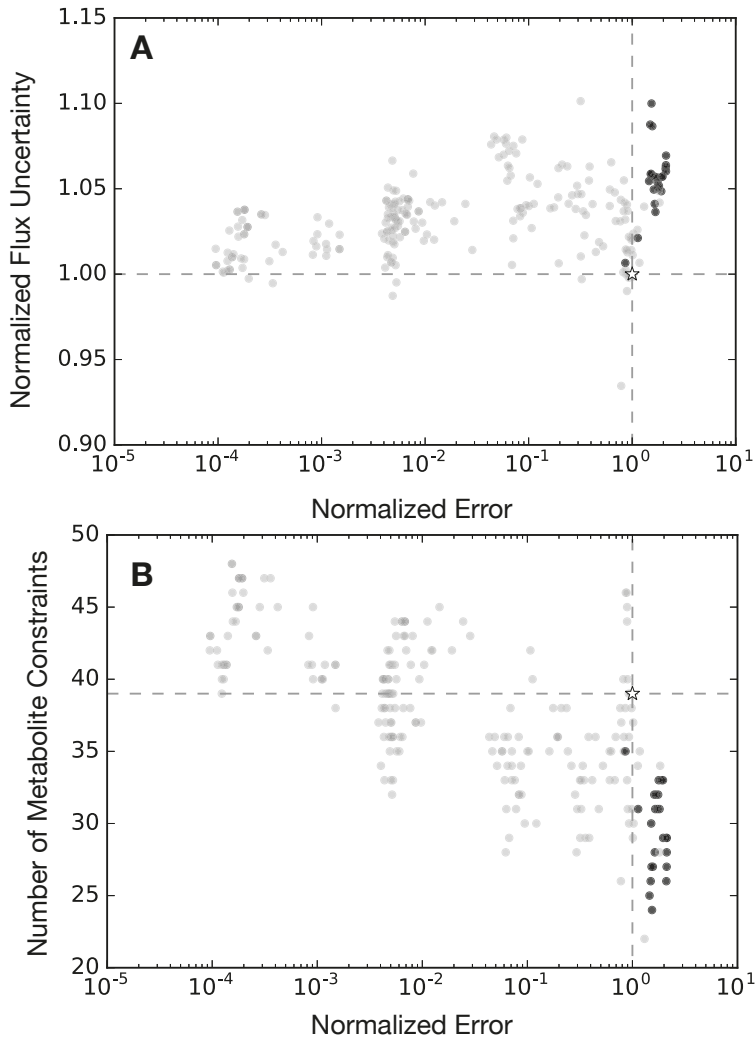 A
Normalized Flux Uncertainty
1.15
1.10
1.05
1.00
0.95
0.90
10⁻⁵ 10⁻⁴ 10⁻³ 10⁻² 10⁻¹ 10⁰ 10¹
Normalized Error
B
Number of Metabolite Constraints
50
45
40
35
30
25
20
10⁻⁵ 10⁻⁴ 10⁻³ 10⁻² 10⁻¹ 10⁰ 10¹
Normalized Error